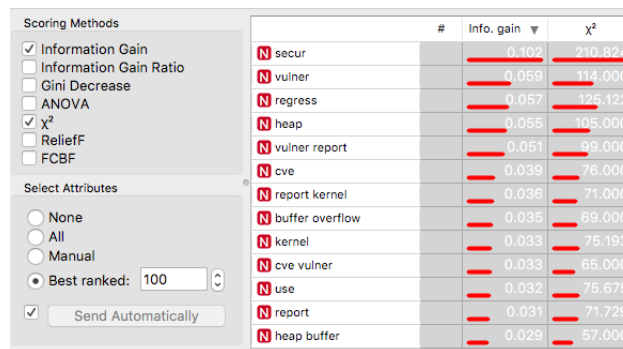 Scoring Methods
Information Gain
Information Gain Ratio
Gini Decrease
ANOVA
χ²
ReliefF
FCBF
Select Attributes
None
All
Manual
Best ranked: 100
Send Automatically
# Info. gain χ²
N secur 0.102 210.824
N vulner 0.059 114.000
N regress 0.057 125.122
N heap 0.055 105.000
N vulner report 0.051 99.000
N cve 0.039 76.000
N report kernel 0.036 71.000
N buffer overflow 0.035 69.000
N kernel 0.033 75.193
N cve vulner 0.033 65.000
N use 0.032 75.675
N report 0.031 71.729
N heap buffer 0.029 57.000